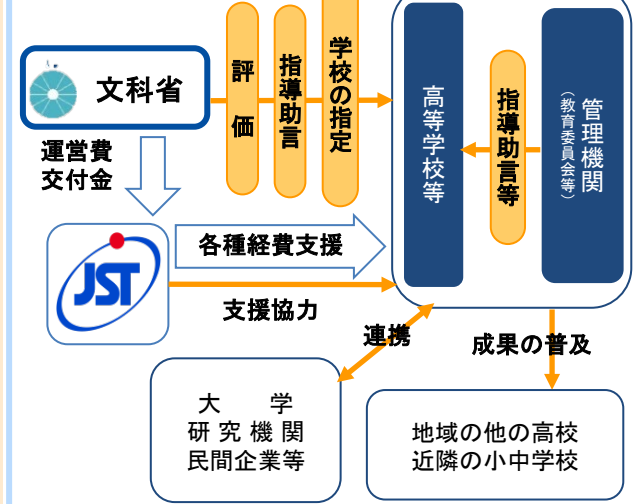 文科省
評価
指導助言
学校の指定
高等学校等
指導助言等
管理機関
（教育委員会等）
運営費
交付金
JST
各種経費支援
支援協力
連携
成果の普及
大　学
研究機関
民間企業等
地域の他の高校
近隣の小中学校